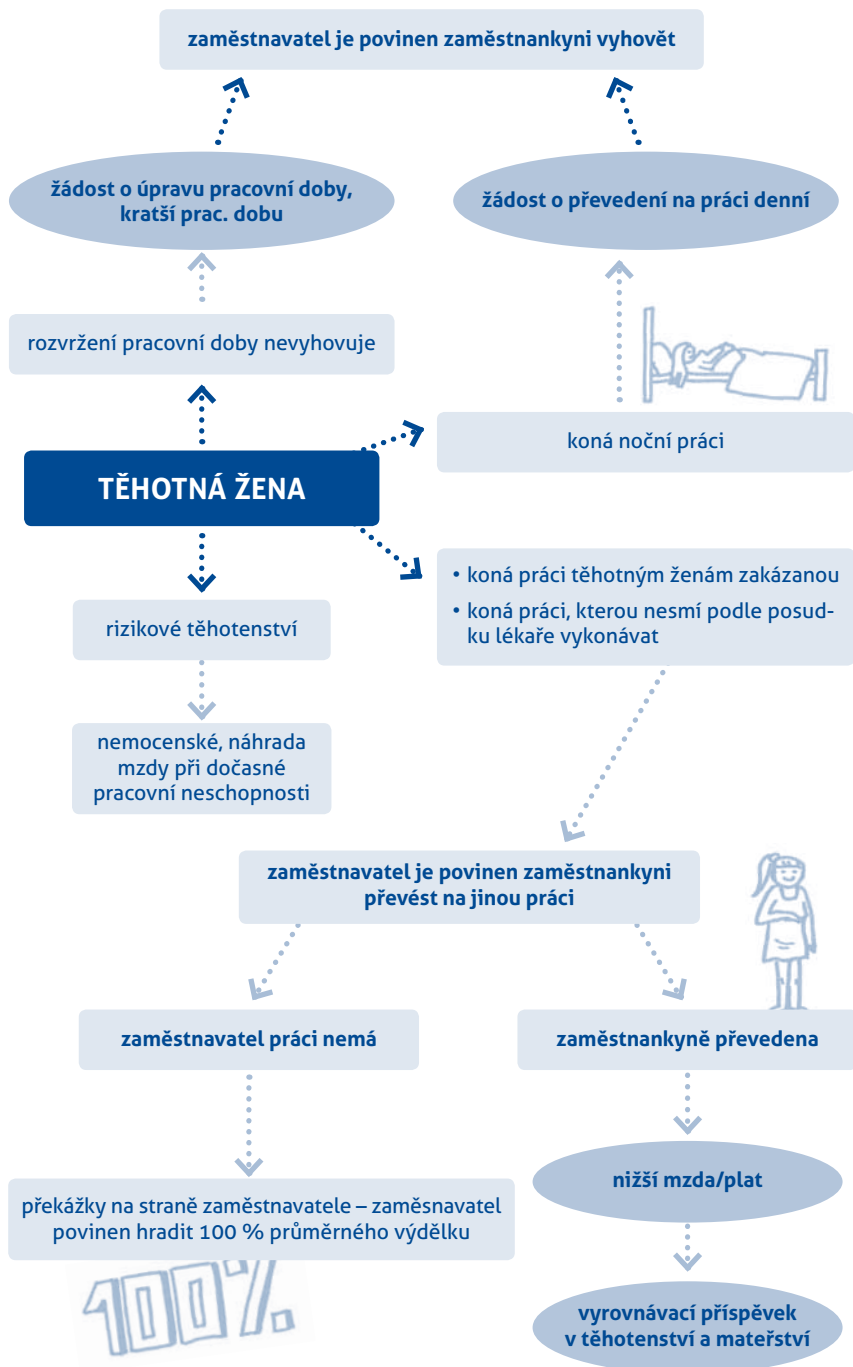 zaměstnavatel je povinen zaměstnankyni vyhovět
žádost o úpravu pracovní doby,
kratší prac. dobu
žádost o převedení na práci denní
rozvržení pracovní doby nevyhovuje
koná noční práci
TĚHOTNÁ ŽENA
• koná práci těhotným ženám zakázanou
• koná práci, kterou nesmí podle posud-
ku lékaře vykonávat
rizikové těhotenství
nemocenské, náhrada
mzdy při dočasné
pracovní neschopnosti
zaměstnavatel je povinen zaměstnankyni
převést na jinou práci
zaměstnavatel práci nemá
zaměstnankyně převedena
nižší mzda/plat
překážky na straně zaměstnavatele – zaměsnavatel
povinen hradit 100 % průměrného výdělku
100%
vyrovnávací příspěvek
v těhotenství a mateřství